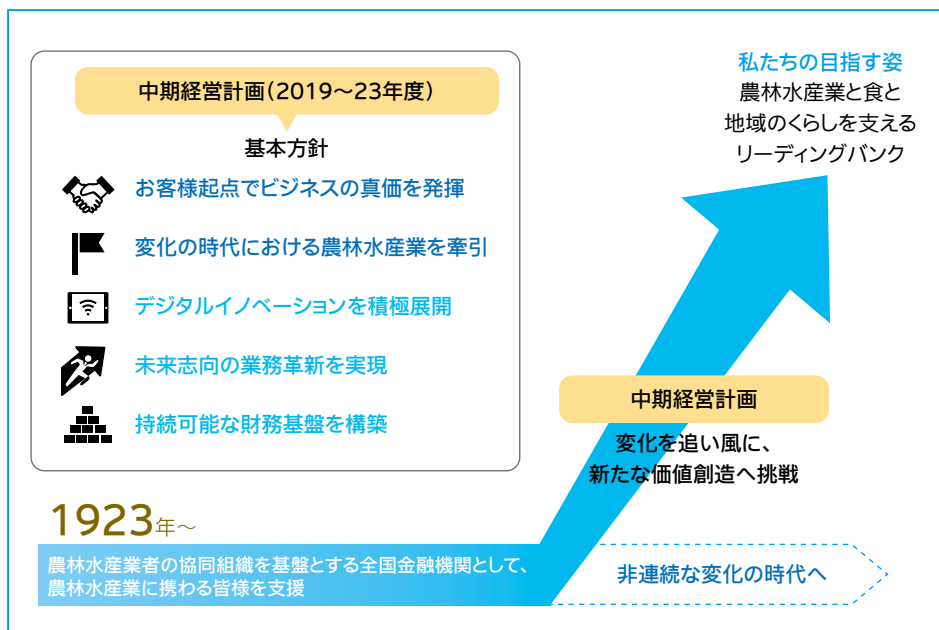 中期経営計画(2019〜23年度)
基本方針
お客様起点でビジネスの真価を発揮
変化の時代における農林水産業を牽引
デジタルイノベーションを積極展開
未来志向の業務革新を実現
持続可能な財務基盤を構築
私たちの目指す姿
農林水産業と食と
地域のくらしを支える
リーディングバンク
中期経営計画
変化を追い風に、
新たな価値創造へ挑戦
1923年〜
農林水産業者の協同組織を基盤とする全国金融機関として、
農林水産業に携わる皆様を支援
非連続な変化の時代へ